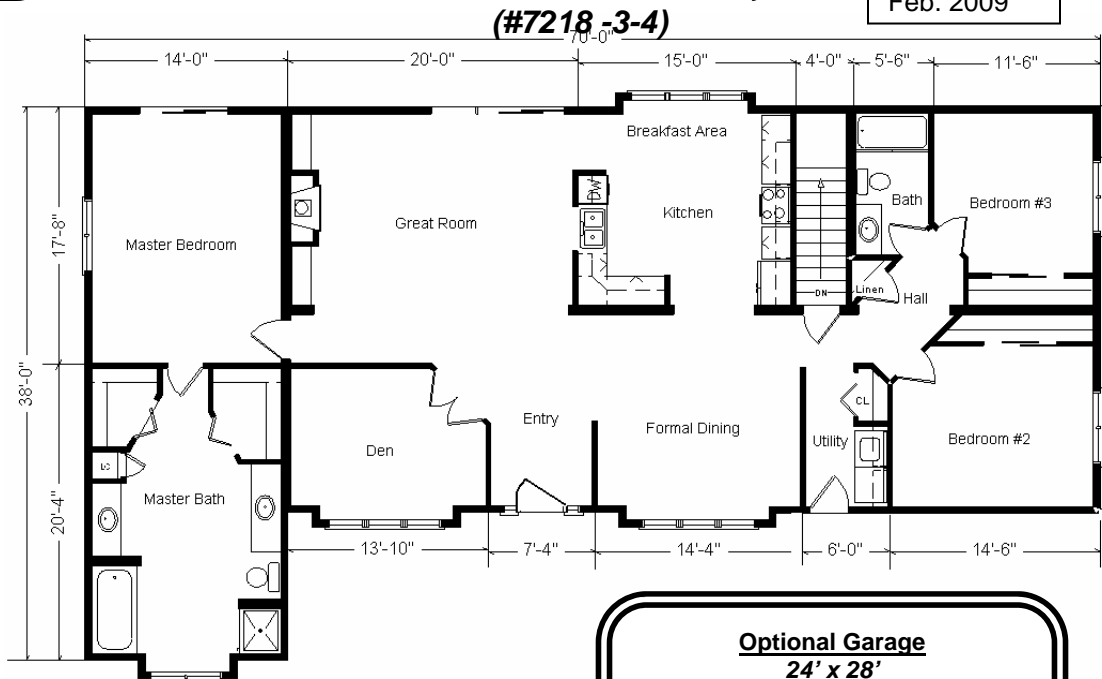 Feb. 2009
(#7218 -3-4)
70'-0"
14'-0" 20'-0" 15'-0" 4'-0" 5'-6" 11'-6"
Breakfast Area
DW
Bath
Bedroom #3
Great Room
Kitchen
17'-8"
Master Bedroom
Linen
DN
Hall
38'-0"
CL
Entry
Formal Dining
Utility
Bedroom #2
Den
Master Bath
20'-4"
13'-10" 7'-4" 14'-4" 6'-0" 14'-6"
Optional Garage
24' x 28'